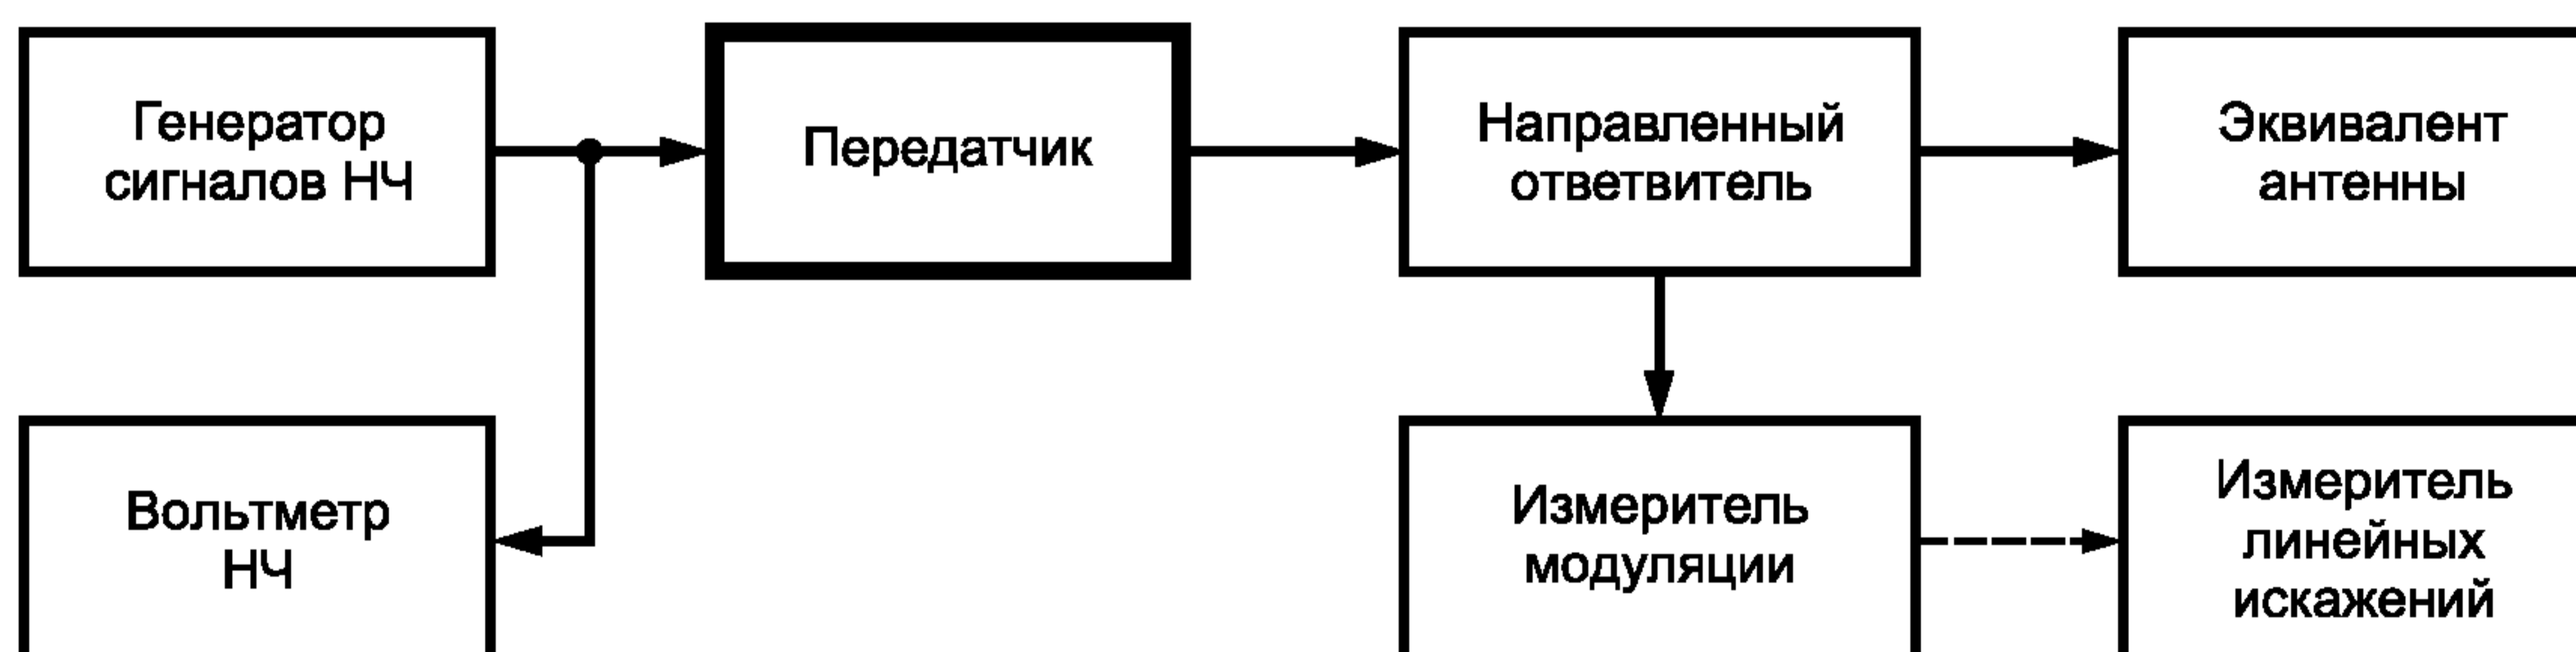 Генератор
сигналов НЧ
Передатчик
Направленный
ответвитель
Эквивалент
антенны
Вольтметр
НЧ
Измеритель
модуляции
Измеритель
линейных
искажений